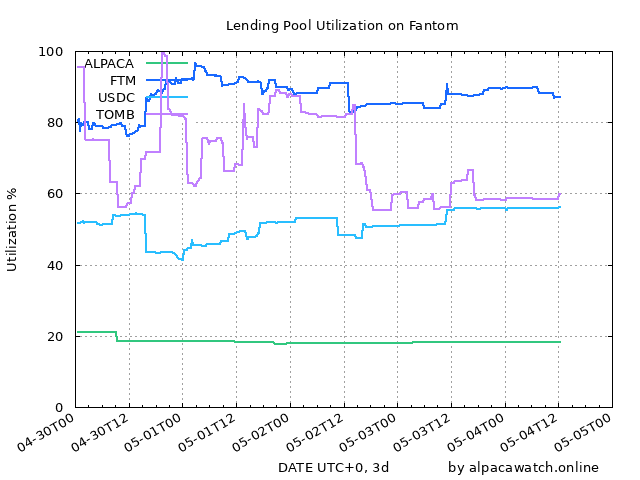 Lending Pool Utilization on Fantom
100
80
60
40
20
0
Utilization %
ALPACA
FTM
USDC
TOMB
04-30T00
04-30T12
05-01T00
05-01T12
05-02T00
05-02T12
05-03T00
05-03T12
05-04T00
05-04T12
05-05T00
DATE UTC+0, 3d
by alpacawatch.online